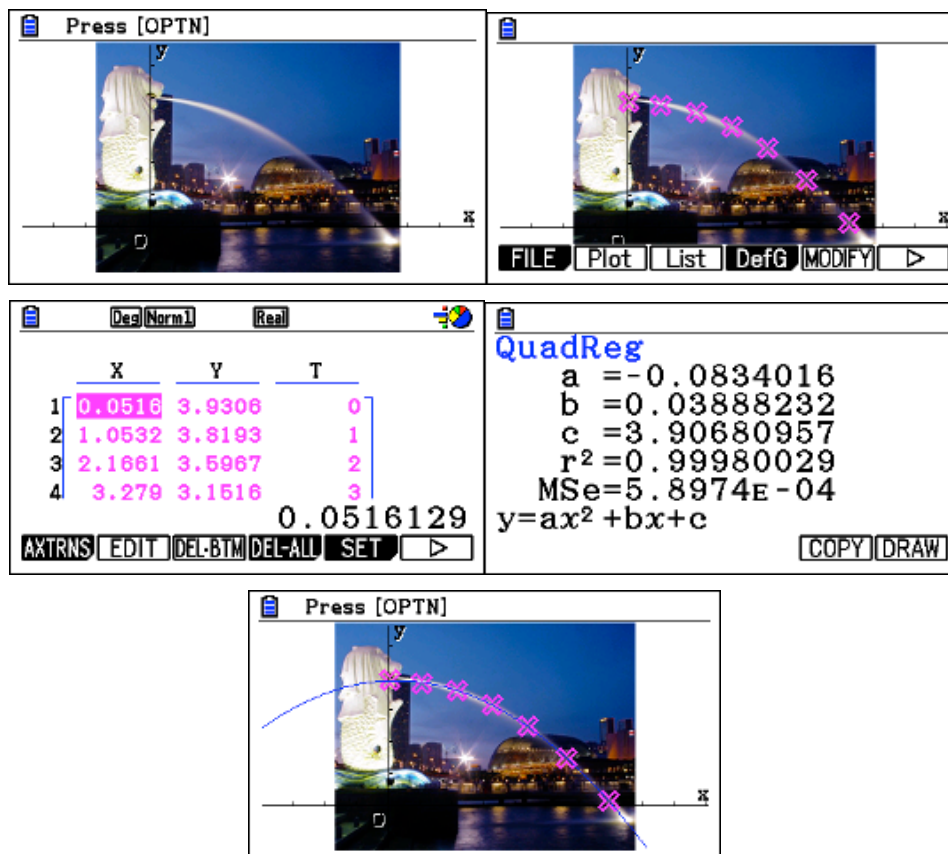 Press [OPTN]
y
x
O
y
x
O
FILE Plot List DefG MODIFY ▷
Deg Norm1 Real
X Y T
1 0.0516 3.9306 0
2 1.0532 3.8193 1
3 2.1661 3.5967 2
4 3.279 3.1516 3
0.0516129
AXTRNS EDIT DEL-BTM DEL-ALL SET ▷
QuadReg
a =-0.0834016
b =0.03888232
c =3.90680957
r²=0.99980029
MSe=5.8974ᴇ-04
y=ax²+bx+c
COPY DRAW
Press [OPTN]
y
x
O